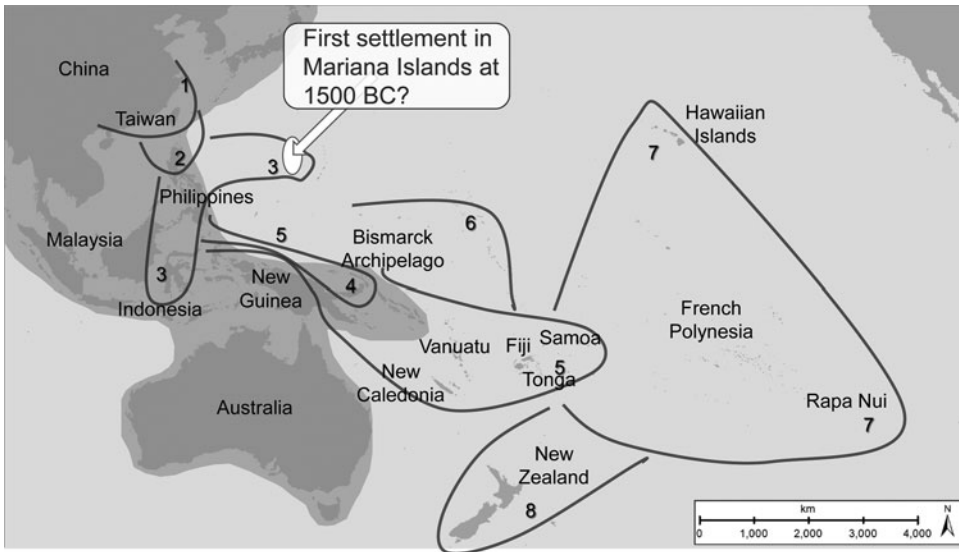 First settlement in
Mariana Islands at
1500 BC?
China
1
Taiwan
2
3
Philippines
Hawaiian
Islands
7
Malaysia
3
Indonesia
5
Bismarck
Archipelago
6
4
New
Guinea
French
Polynesia
Vanuatu
Fiji
Samoa
5
Tonga
New
Caledonia
Australia
Rapa Nui
7
New
Zealand
8
km
N
0 1,000 2,000 3,000 4,000